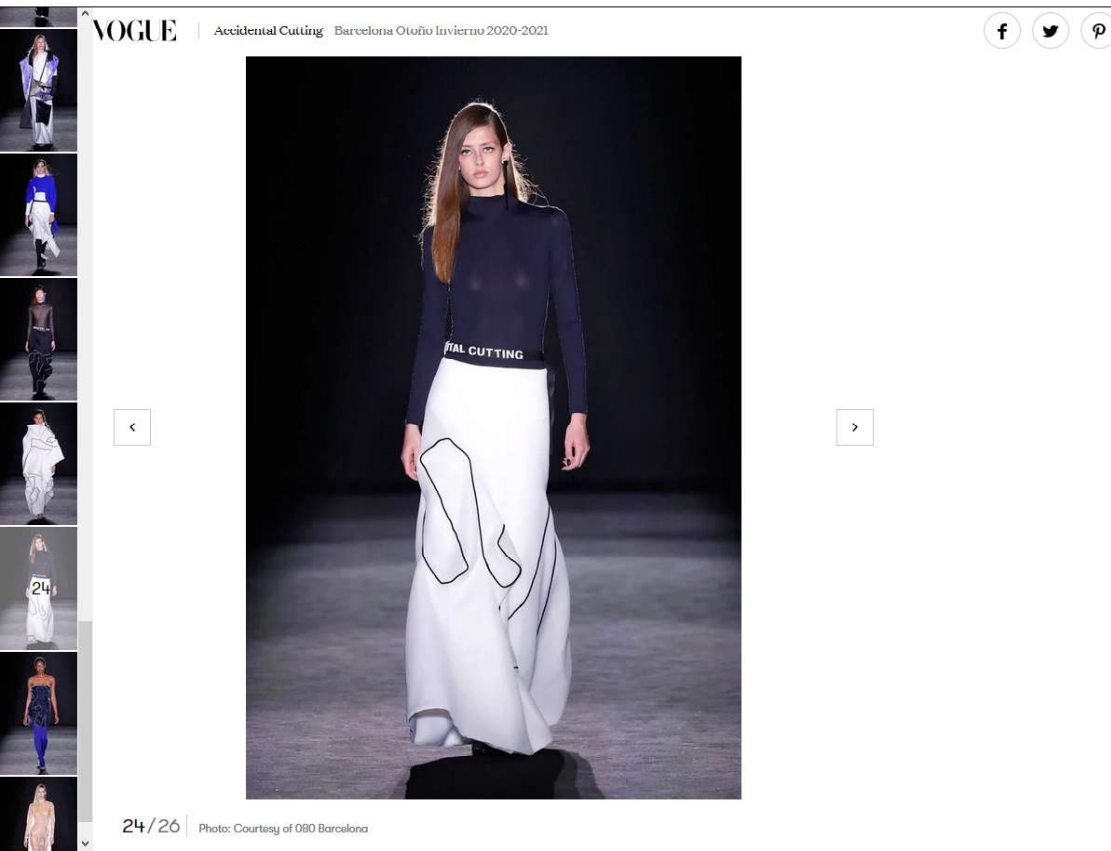 VOGUE
Accidental Cutting Barcelona Otoño Invierno 2020-2021
TAL CUTTING
24
24/26
Photo: Courtesy of 080 Barcelona